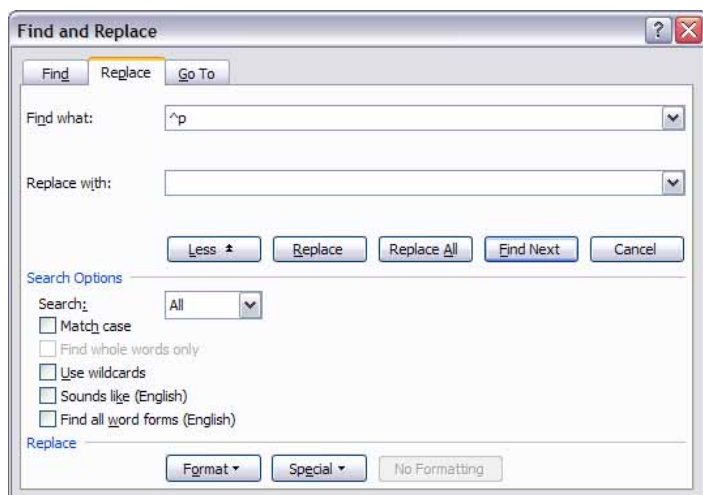 Find and Replace
Find Replace Go To
Find what: ^p
Replace with:
Less Replace Replace All Find Next Cancel
Search Options
Search: All
Match case
Find whole words only
Use wildcards
Sounds like (English)
Find all word forms (English)
Replace
Format Special No Formatting